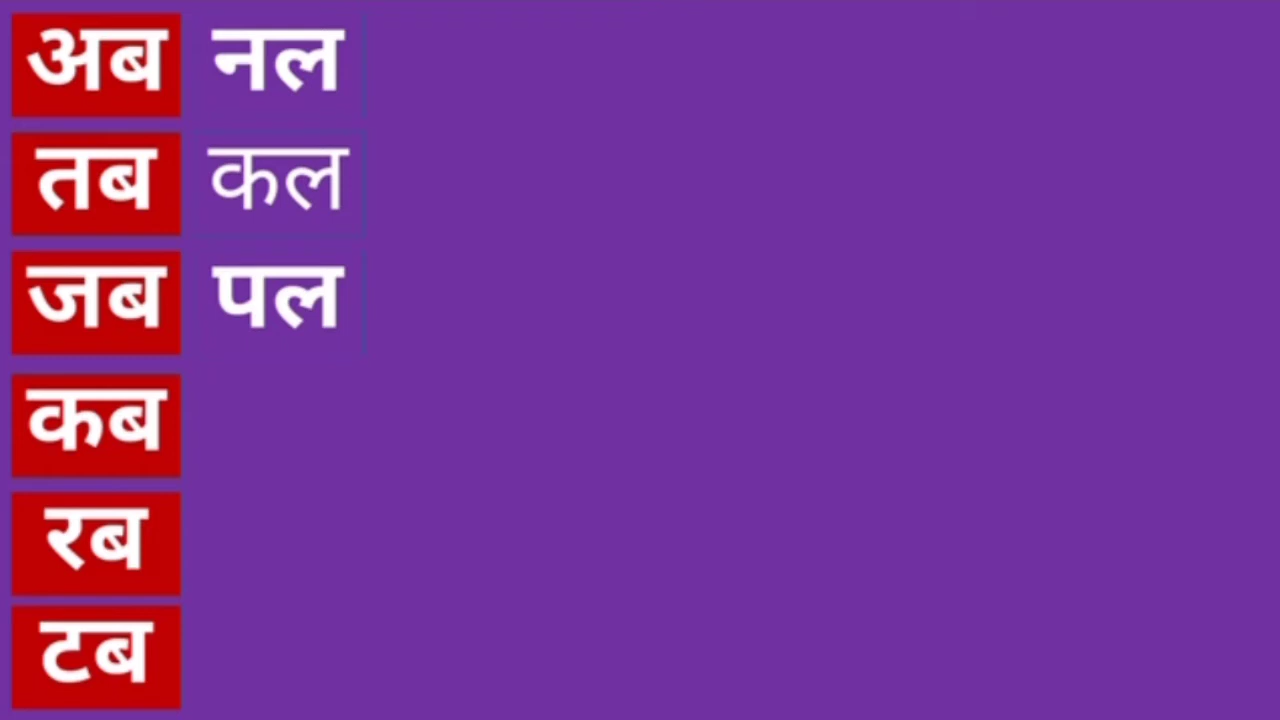 अब नल
तब कल
जब पल
कब
रब
टब